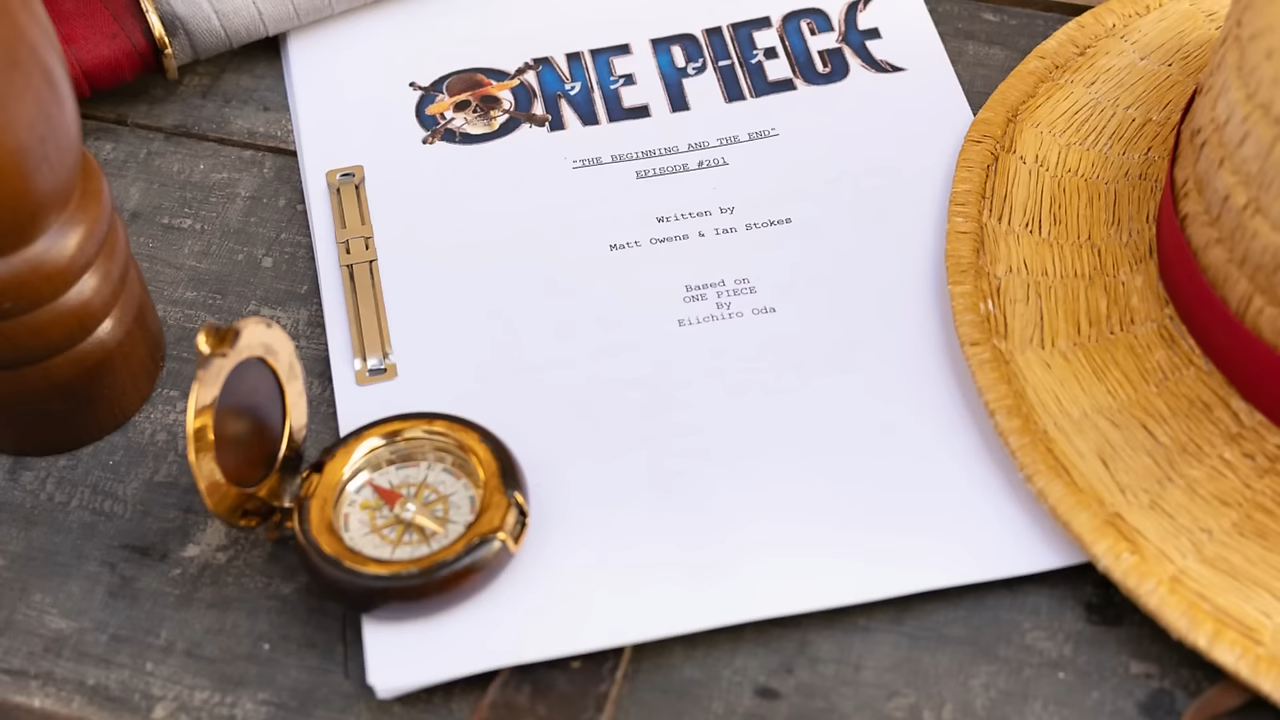 ONE PIECE
ワンピース
"THE BEGINNING AND THE END"
EPISODE #201
Written by
Matt Owens & Ian Stokes
Based on
ONE PIECE
By
Eiichiro Oda